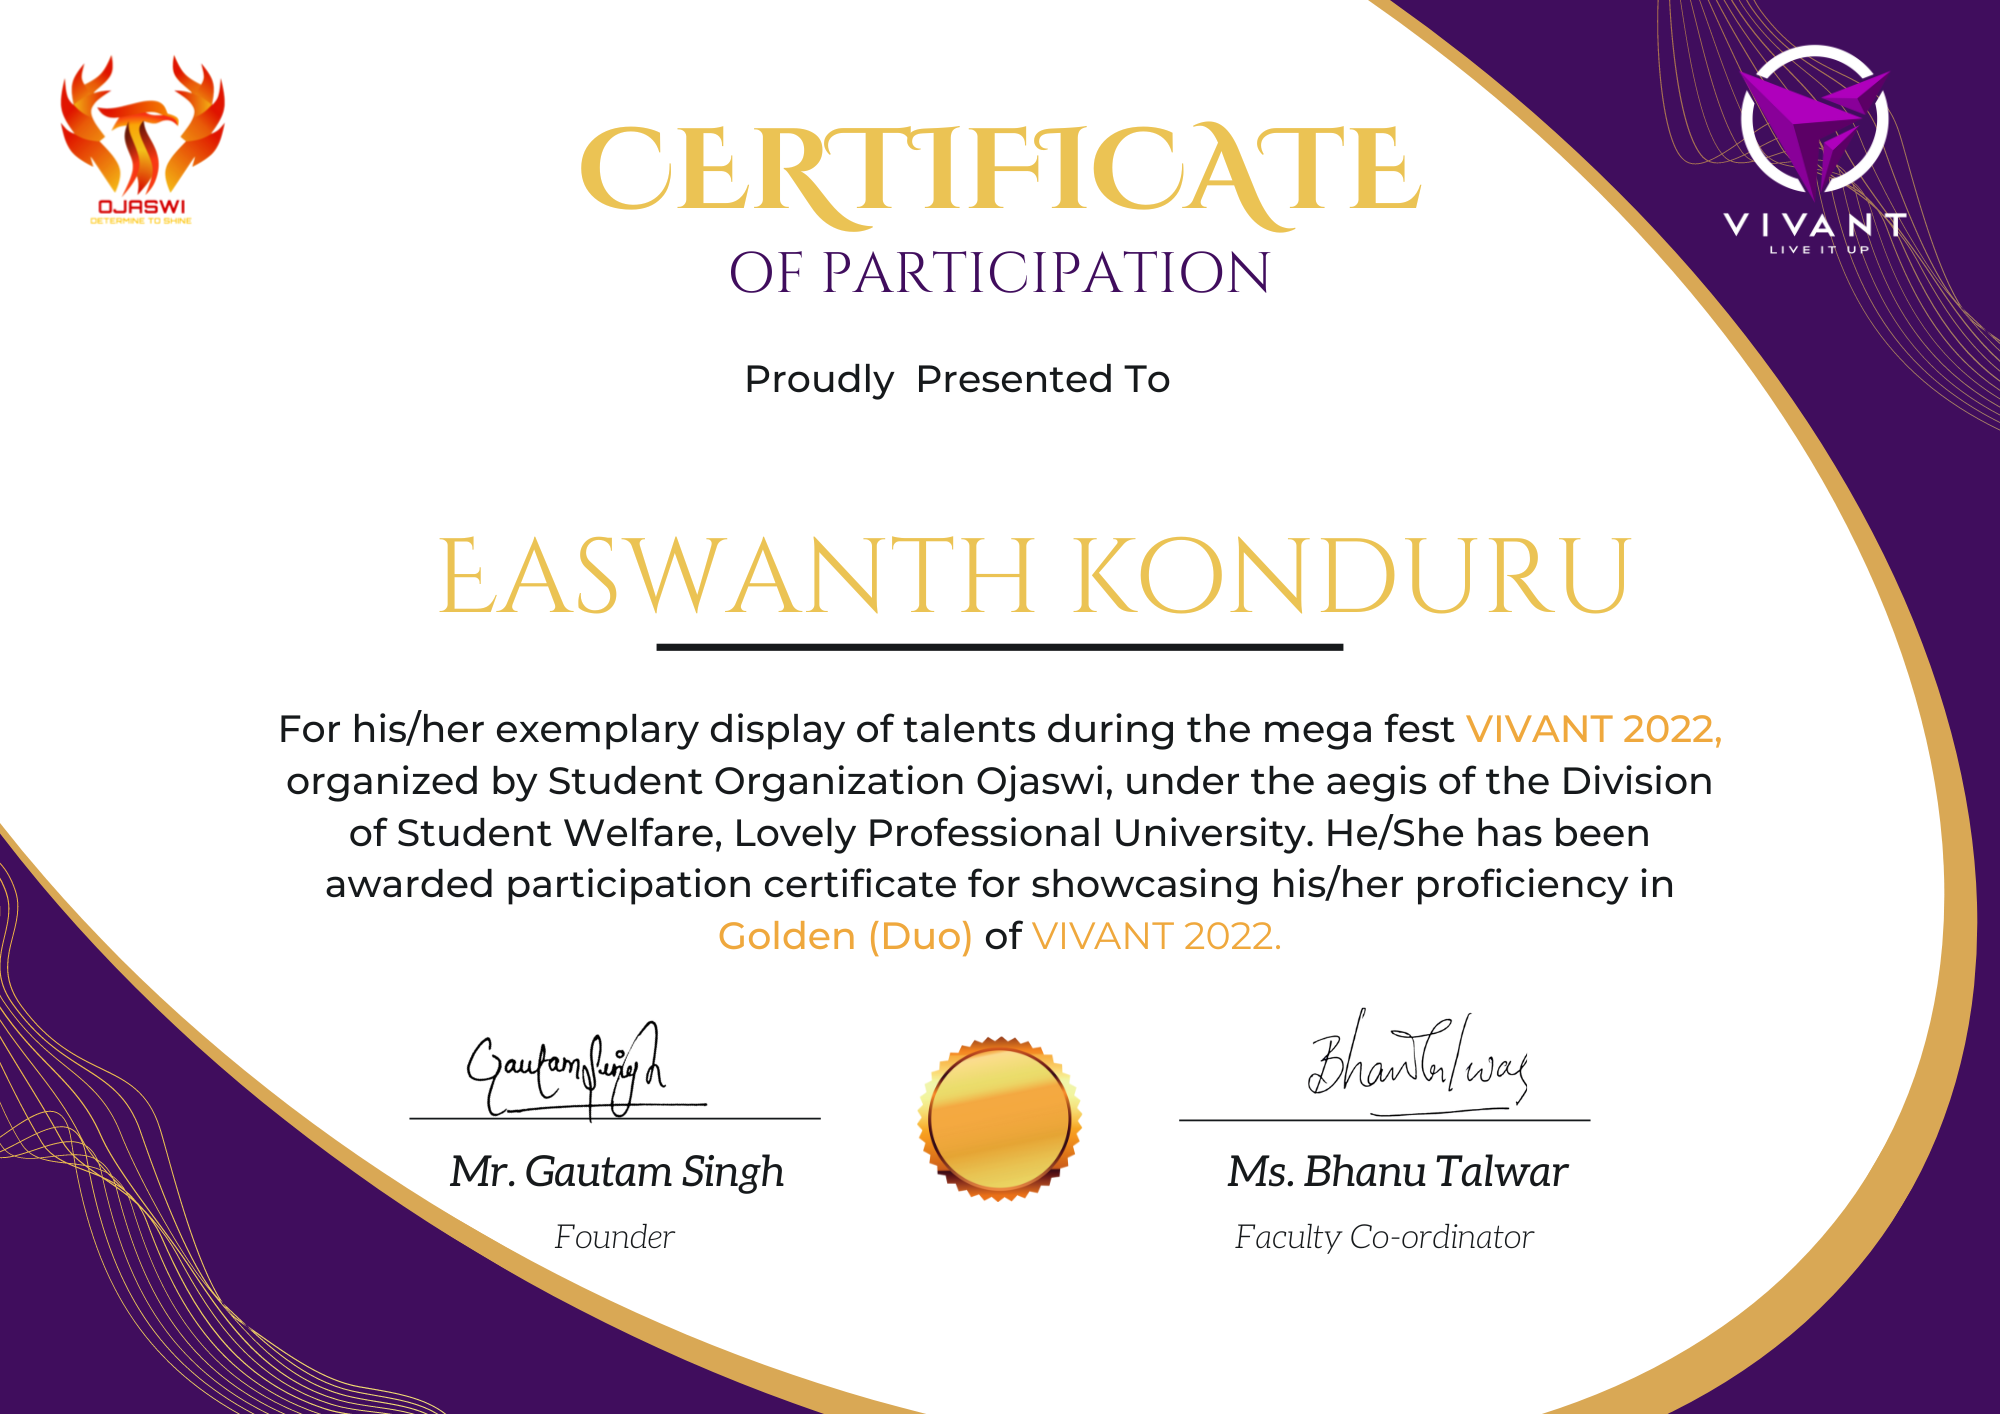 OJASWI
DETERMINE TO SHINE
VIVANT
LIVE IT UP
CERTIFICATE
OF PARTICIPATION
Proudly Presented To
EASWANTH KONDURU
For his/her exemplary display of talents during the mega fest VIVANT 2022,
organized by Student Organization Ojaswi, under the aegis of the Division
of Student Welfare, Lovely Professional University. He/She has been
awarded participation certificate for showcasing his/her proficiency in
Golden (Duo) of VIVANT 2022.
Gautam Singh
Bhanu Talwar
Mr. Gautam Singh
Ms. Bhanu Talwar
Founder
Faculty Co-ordinator